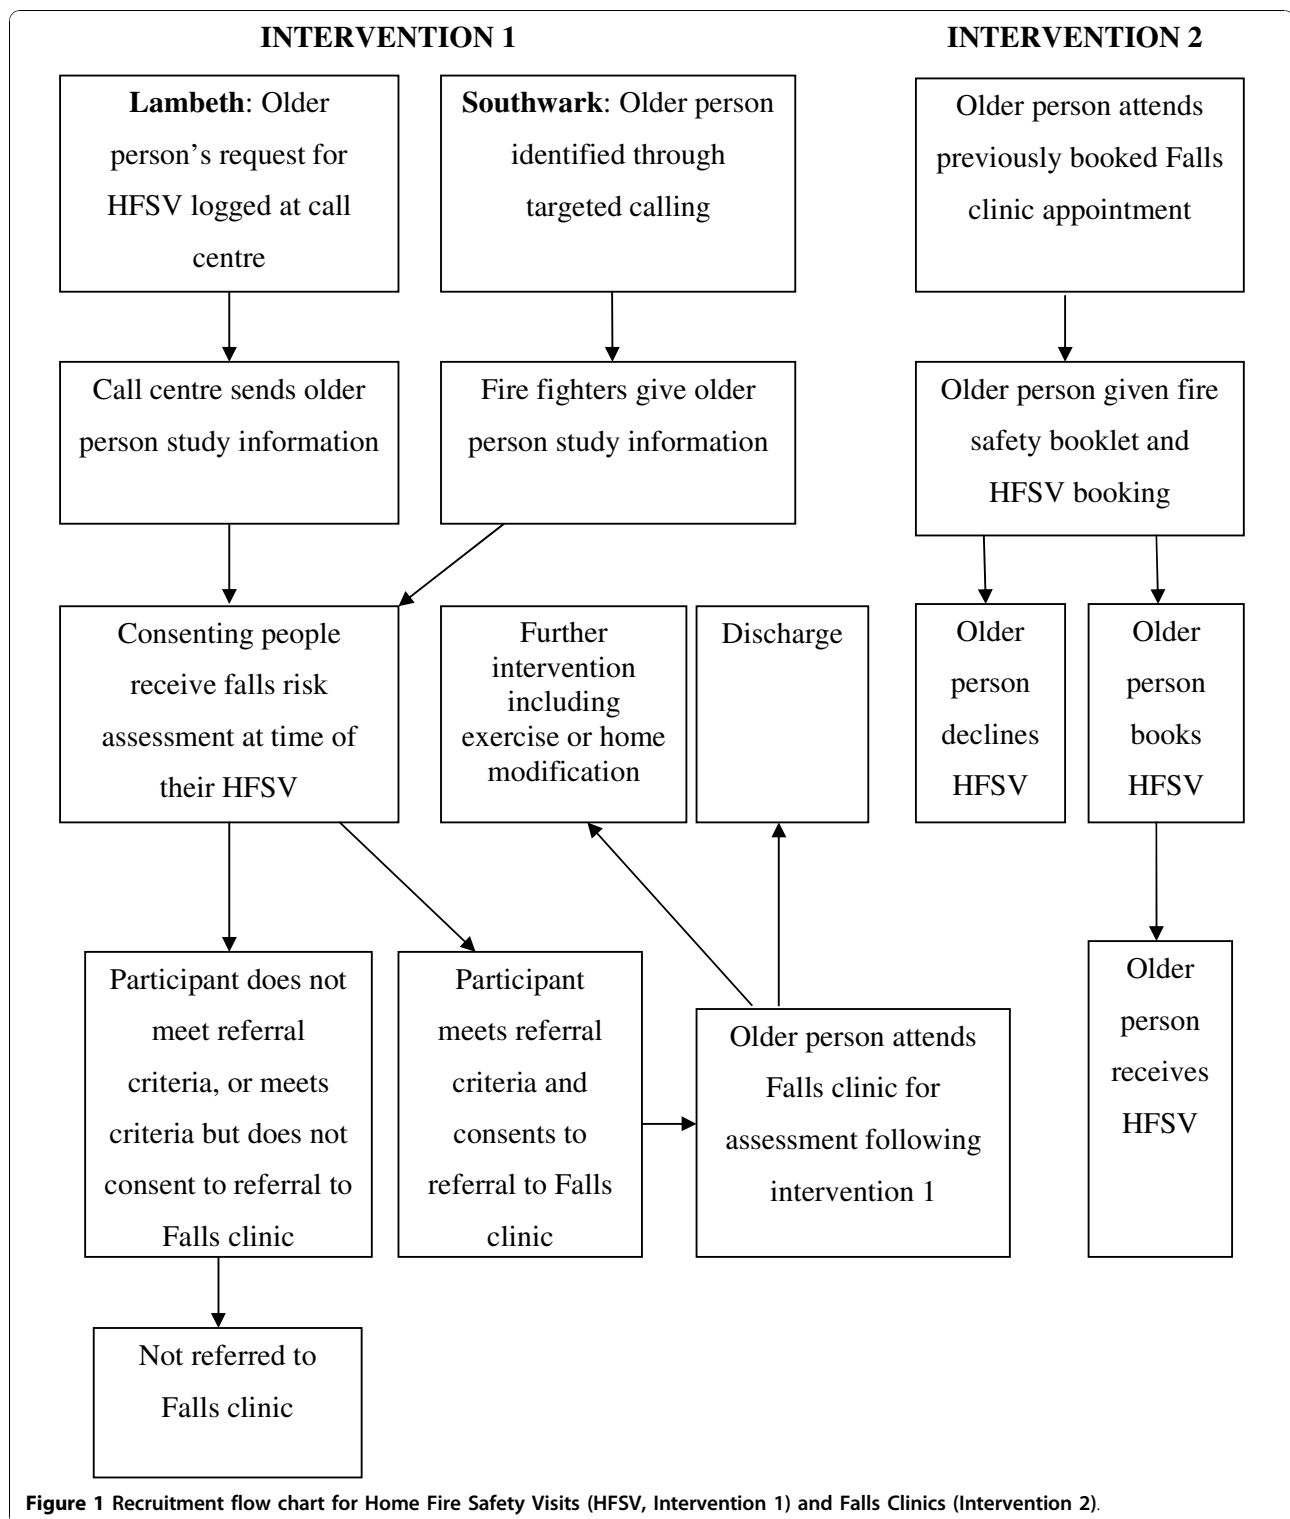 INTERVENTION 1
INTERVENTION 2
Lambeth: Older
person's request for
HFSV logged at call
centre
Southwark: Older person
identified through
targeted calling
Older person attends
previously booked Falls
clinic appointment
Call centre sends older
person study information
Fire fighters give older
person study information
Older person given fire
safety booklet and
HFSV booking
Consenting people
receive falls risk
assessment at time of
their HFSV
Further
intervention
including
exercise or home
modification
Discharge
Older
person
declines
HFSV
Older
person
books
HFSV
Participant does not
meet referral
criteria, or meets
criteria but does not
consent to referral to
Falls clinic
Participant
meets referral
criteria and
consents to
referral to Falls
clinic
Older person attends
Falls clinic for
assessment following
intervention 1
Older
person
receives
HFSV
Not referred to
Falls clinic
Figure 1 Recruitment flow chart for Home Fire Safety Visits (HFSV, Intervention 1) and Falls Clinics (Intervention 2).